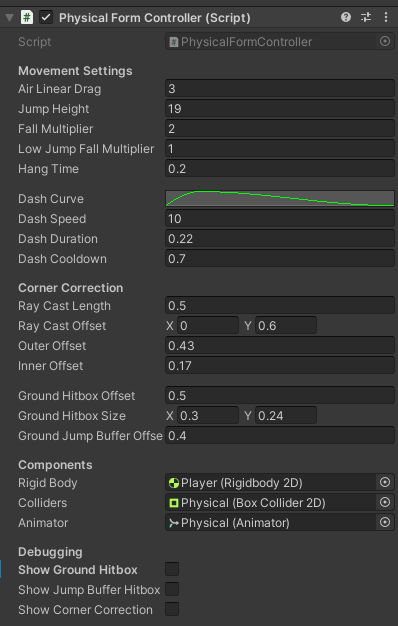 Physical Form Controller (Script)
Script PhysicalFormController
Movement Settings
Air Linear Drag 3
Jump Height 19
Fall Multiplier 2
Low Jump Fall Multiplier 1
Hang Time 0.2
Dash Curve
Dash Speed 10
Dash Duration 0.22
Dash Cooldown 0.7
Corner Correction
Ray Cast Length 0.5
Ray Cast Offset X 0 Y 0.6
Outer Offset 0.43
Inner Offset 0.17
Ground Hitbox Offset 0.5
Ground Hitbox Size X 0.3 Y 0.24
Ground Jump Buffer Offse 0.4
Components
Rigid Body Player (Rigidbody 2D)
Colliders Physical (Box Collider 2D)
Animator Physical (Animator)
Debugging
Show Ground Hitbox
Show Jump Buffer Hitbox
Show Corner Correction